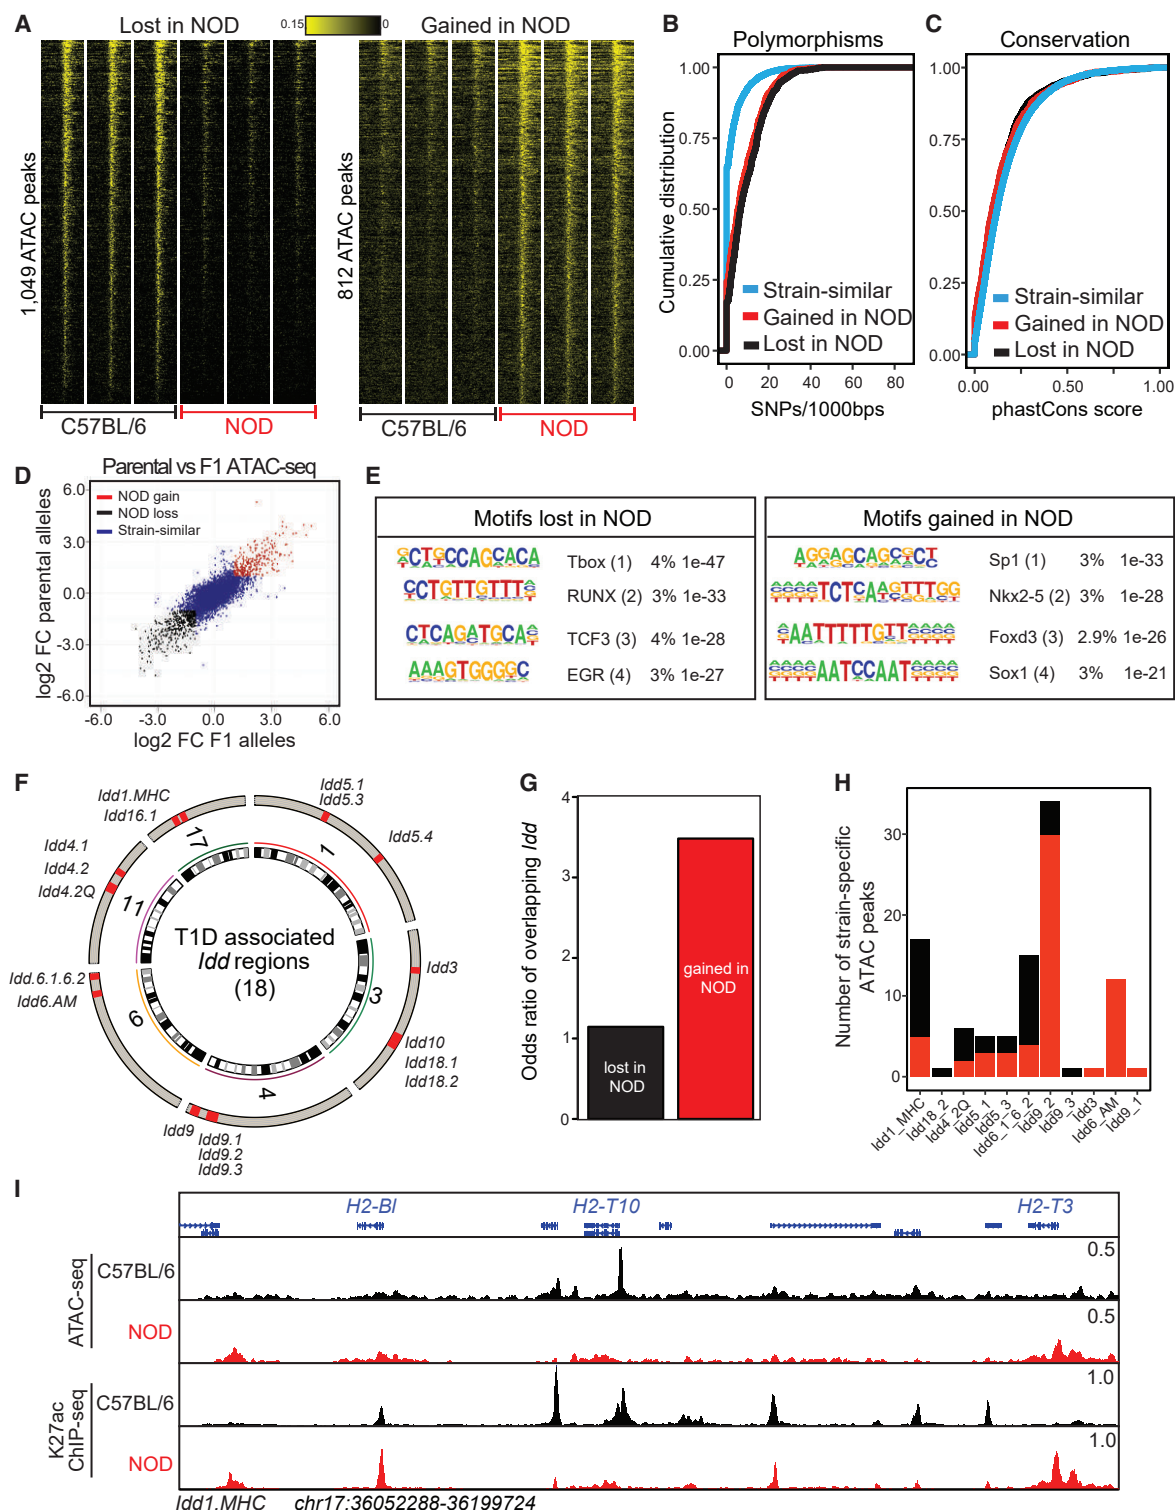 A
Lost in NOD
0.15
0
Gained in NOD
1,049 ATAC peaks
812 ATAC peaks
C57BL/6
NOD
C57BL/6
NOD
B
Polymorphisms
Cumulative distribution
1.00
0.75
0.50
0.25
0.00
Strain-similar
Gained in NOD
Lost in NOD
0 20 40 60 80
SNPs/1000bps
C
Conservation
1.00
0.75
0.50
0.25
0.00
Strain-similar
Gained in NOD
Lost in NOD
0.00 0.50 1.00
phastCons score
D
Parental vs F1 ATAC-seq
log2 FC parental alleles
6.0
3.0
0.0
-3.0
-6.0
NOD gain
NOD loss
Strain-similar
-6.0 -3.0 0.0 3.0 6.0
log2 FC F1 alleles
E
Motifs lost in NOD
GCTGCCAGCACA Tbox (1) 4% 1e-47
CCTGTTGTTT RUNX (2) 3% 1e-33
CTCAGATGCA TCF3 (3) 4% 1e-28
AAAGTGGGGC EGR (4) 3% 1e-27
Motifs gained in NOD
AGGAGCAGCGCT Sp1 (1) 3% 1e-33
TCTCAAGTTTGG Nkx2-5 (2) 3% 1e-28
AATTTTTGTT Foxd3 (3) 2.9% 1e-26
AATCCAAT Sox1 (4) 3% 1e-21
F
Idd1.MHC
Idd16.1
Idd5.1
Idd5.3
Idd5.4
Idd4.1
Idd4.2
Idd4.2Q
Idd3
Idd.6.1.6.2
Idd6.AM
Idd10
Idd18.1
Idd18.2
Idd9
Idd9.1
Idd9.2
Idd9.3
17
1
11
3
6
4
T1D associated
Idd regions
(18)
G
Odds ratio of overlapping Idd
4
3
2
1
0
lost in
NOD
gained in
NOD
H
Number of strain-specific
ATAC peaks
30
20
10
0
Idd1_MHC
Idd18_2
Idd4_2Q
Idd5_1
Idd5_3
Idd6_1_6_2
Idd9_2
Idd9_3
Idd3
Idd6_AM
Idd9_1
I
H2-Bl
H2-T10
H2-T3
ATAC-seq
C57BL/6
0.5
NOD
0.5
K27ac
ChIP-seq
C57BL/6
1.0
NOD
1.0
Idd1.MHC chr17:36052288-36199724